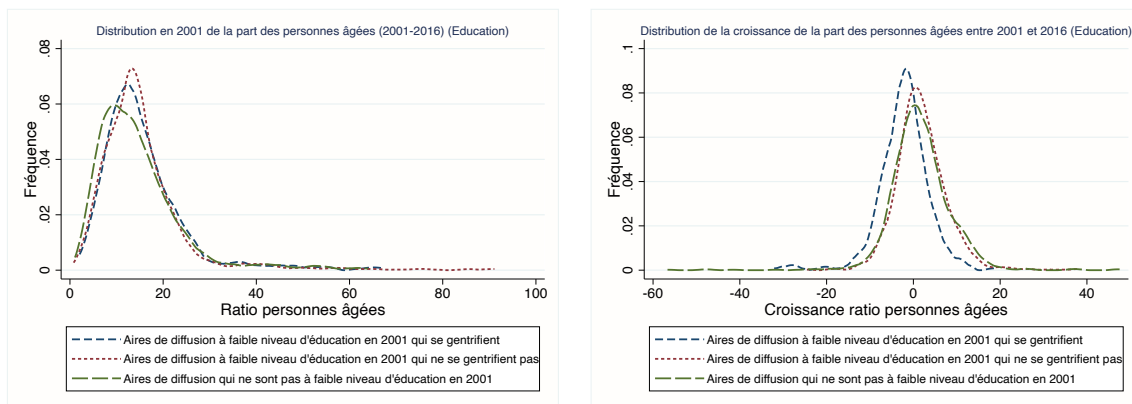 Distribution en 2001 de la part des personnes âgées (2001-2016) (Education)
.08
.06
.04
.02
0
Fréquence
0 20 40 60 80 100
Ratio personnes âgées
Aires de diffusion à faible niveau d'éducation en 2001 qui se gentrifient
Aires de diffusion à faible niveau d'éducation en 2001 qui ne se gentrifient pas
Aires de diffusion qui ne sont pas à faible niveau d'éducation en 2001
Distribution de la croissance de la part des personnes âgées entre 2001 et 2016 (Education)
.1
.08
.06
.04
.02
0
Fréquence
-60 -40 -20 0 20 40
Croissance ratio personnes âgées
Aires de diffusion à faible niveau d'éducation en 2001 qui se gentrifient
Aires de diffusion à faible niveau d'éducation en 2001 qui ne se gentrifient pas
Aires de diffusion qui ne sont pas à faible niveau d'éducation en 2001